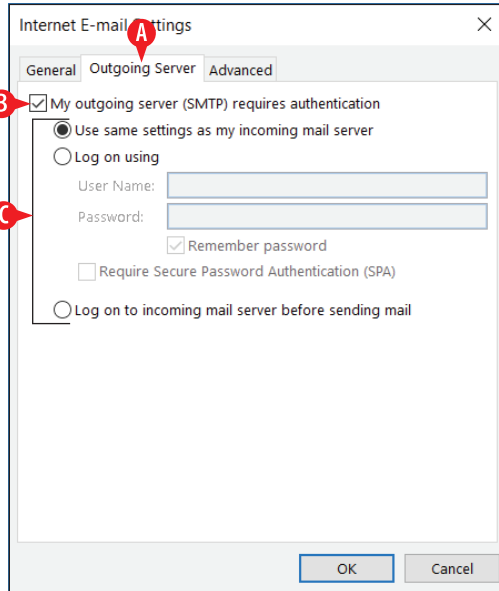 Internet E-mail Settings
A
General Outgoing Server Advanced
B My outgoing server (SMTP) requires authentication
Use same settings as my incoming mail server
Log on using
User Name:
C Password:
Remember password
Require Secure Password Authentication (SPA)
Log on to incoming mail server before sending mail
OK Cancel